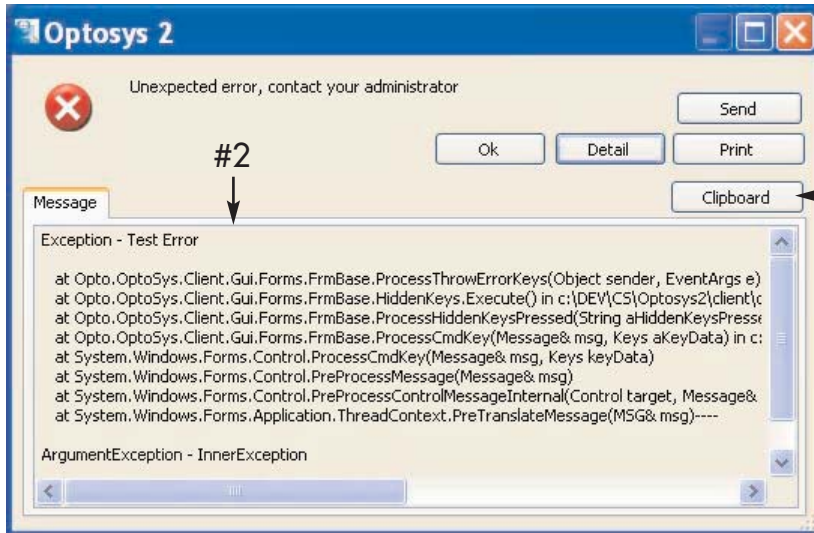 Optosys 2
Unexpected error, contact your administrator
Send
#2
Ok
Detail
Print
Message
Clipboard
Exception - Test Error
at Opto.OptoSys.Client.Gui.Forms.FrmBase.ProcessThrowErrorKeys(Object sender, EventArgs e)
at Opto.OptoSys.Client.Gui.Forms.FrmBase.HiddenKeys.Execute() in c:\DEV\CS\Optosys2\client\
at Opto.OptoSys.Client.Gui.Forms.FrmBase.ProcessHiddenKeysPressed(String aHiddenKeysPresse
at Opto.OptoSys.Client.Gui.Forms.FrmBase.ProcessCmdKey(Message& msg, Keys aKeyData) in c:
at System.Windows.Forms.Control.ProcessCmdKey(Message& msg, Keys keyData)
at System.Windows.Forms.Control.PreProcessMessage(Message& msg)
at System.Windows.Forms.Control.PreProcessControlMessageInternal(Control target, Message&
at System.Windows.Forms.Application.ThreadContext.PreTranslateMessage(MSG& msg)----
ArgumentException - InnerException